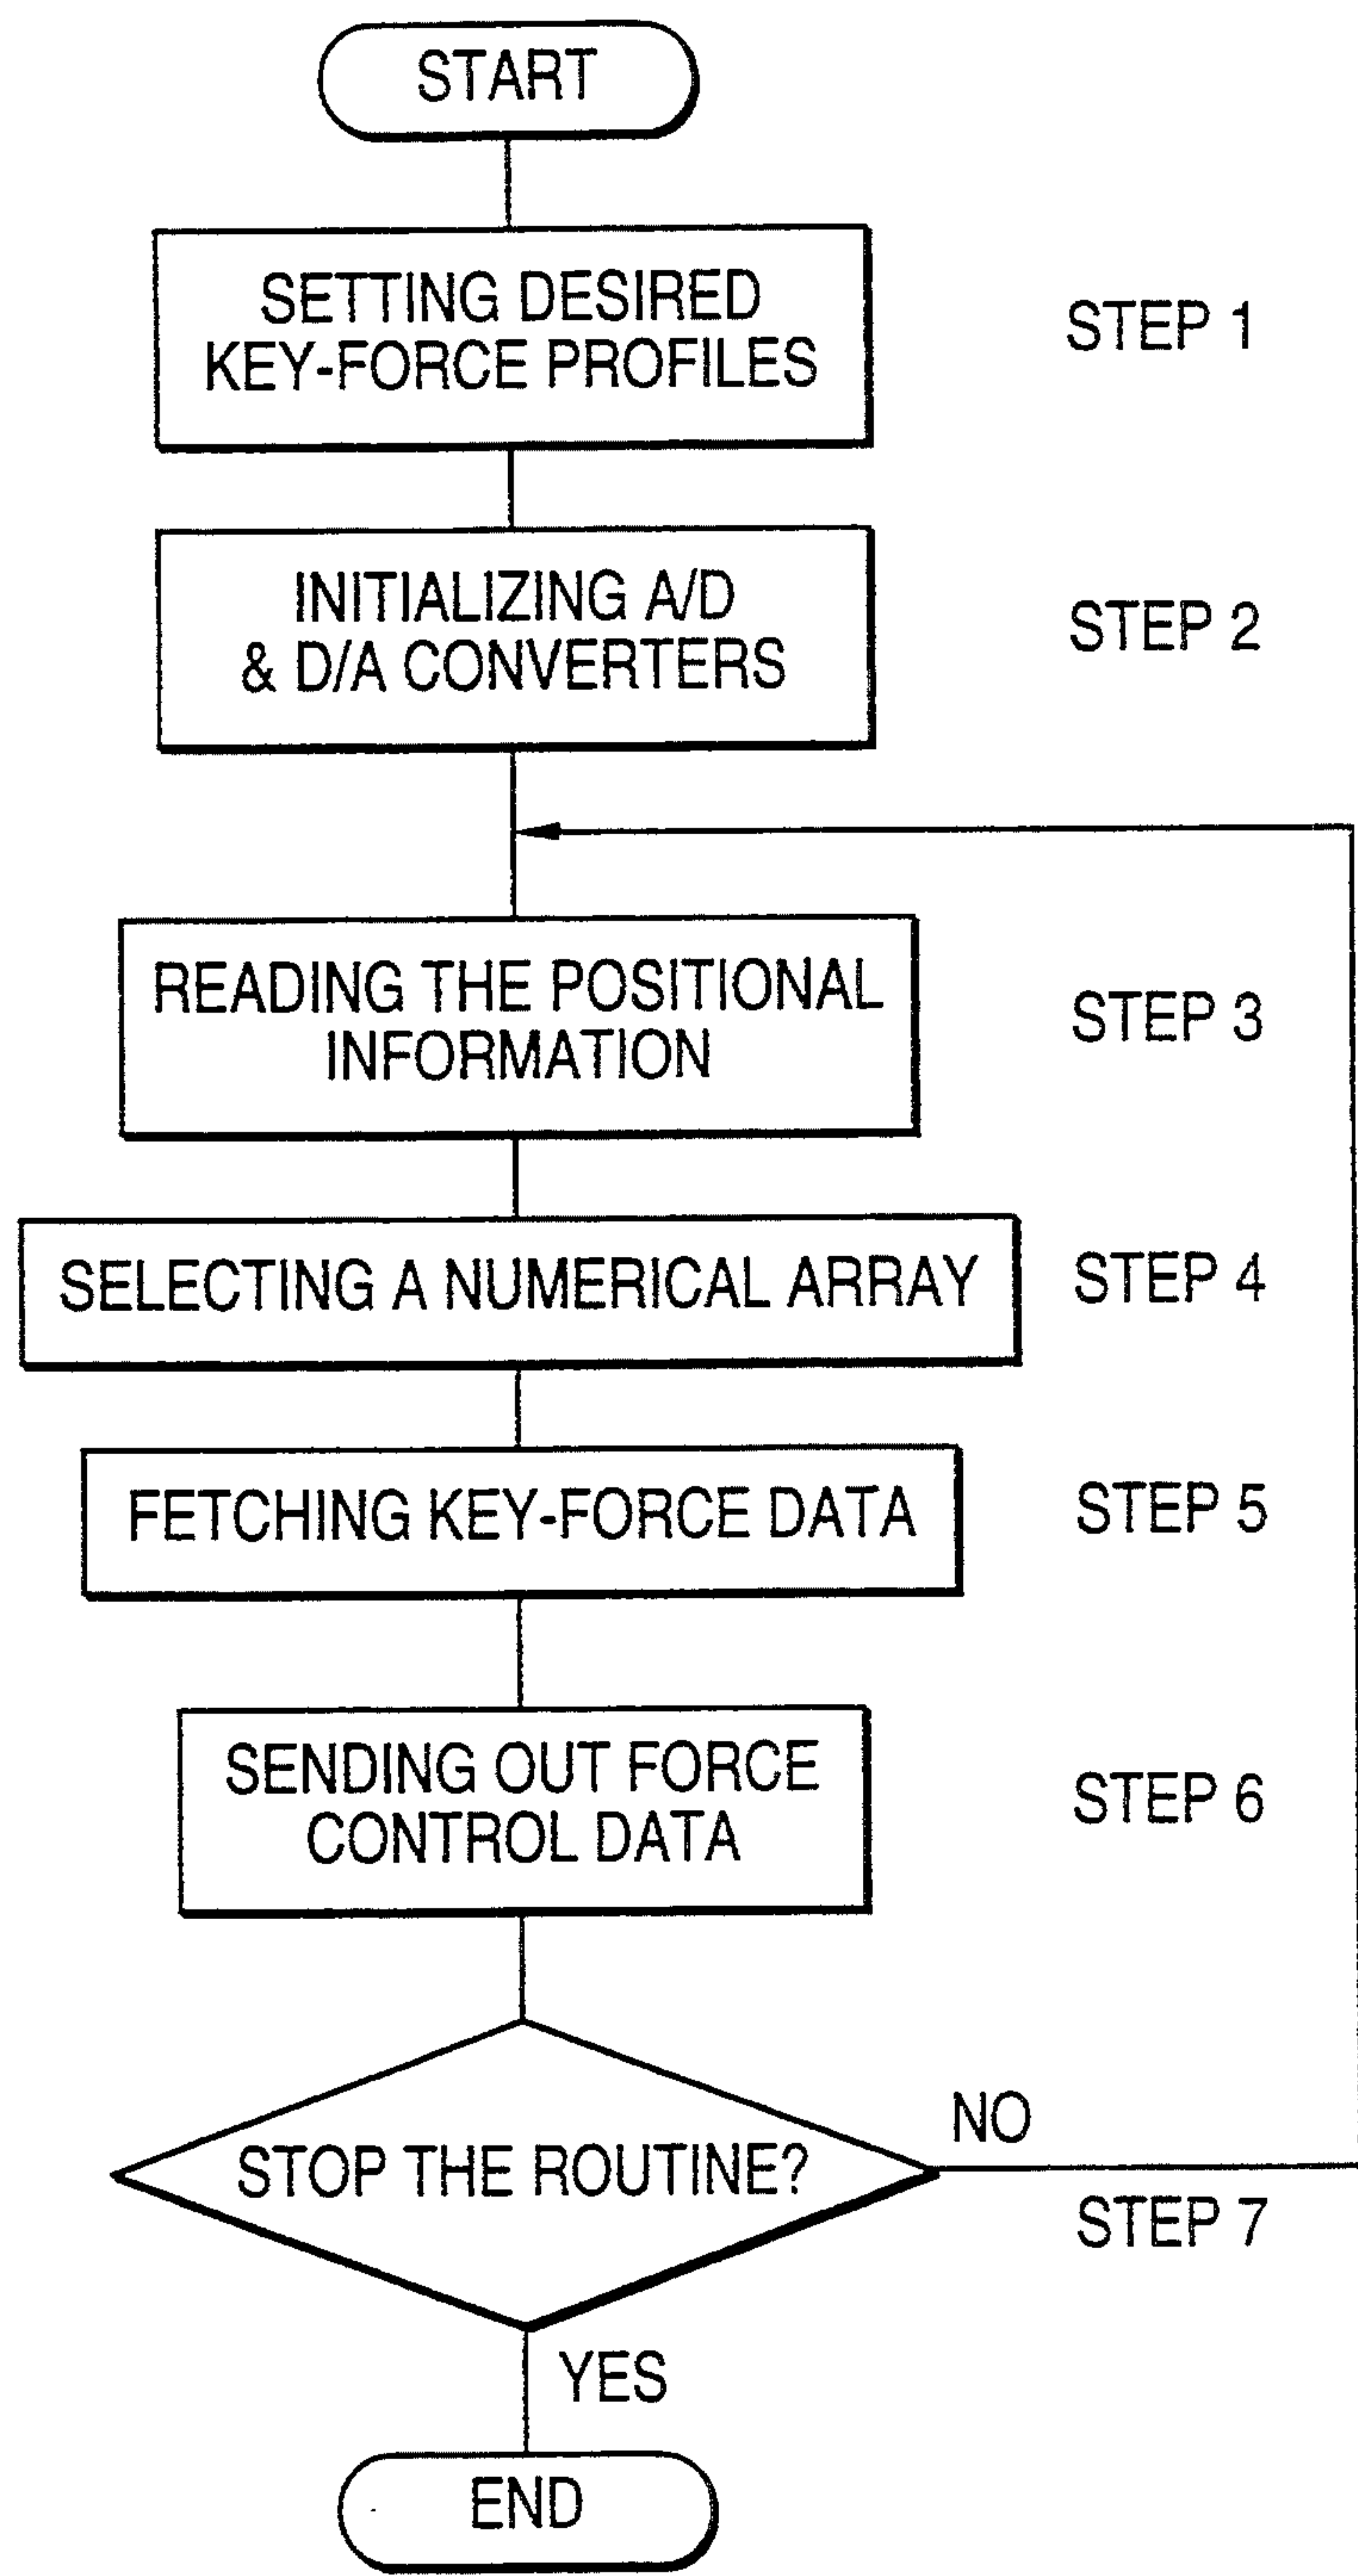 START
SETTING DESIRED
KEY-FORCE PROFILES
STEP 1
INITIALIZING A/D
& D/A CONVERTERS
STEP 2
READING THE POSITIONAL
INFORMATION
STEP 3
SELECTING A NUMERICAL ARRAY
STEP 4
FETCHING KEY-FORCE DATA
STEP 5
SENDING OUT FORCE
CONTROL DATA
STEP 6
STOP THE ROUTINE?
NO
STEP 7
YES
END